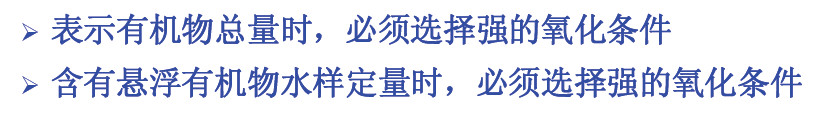 ➢ 表示有机物总量时，必须选择强的氧化条件
➢ 含有悬浮有机物水样定量时，必须选择强的氧化条件